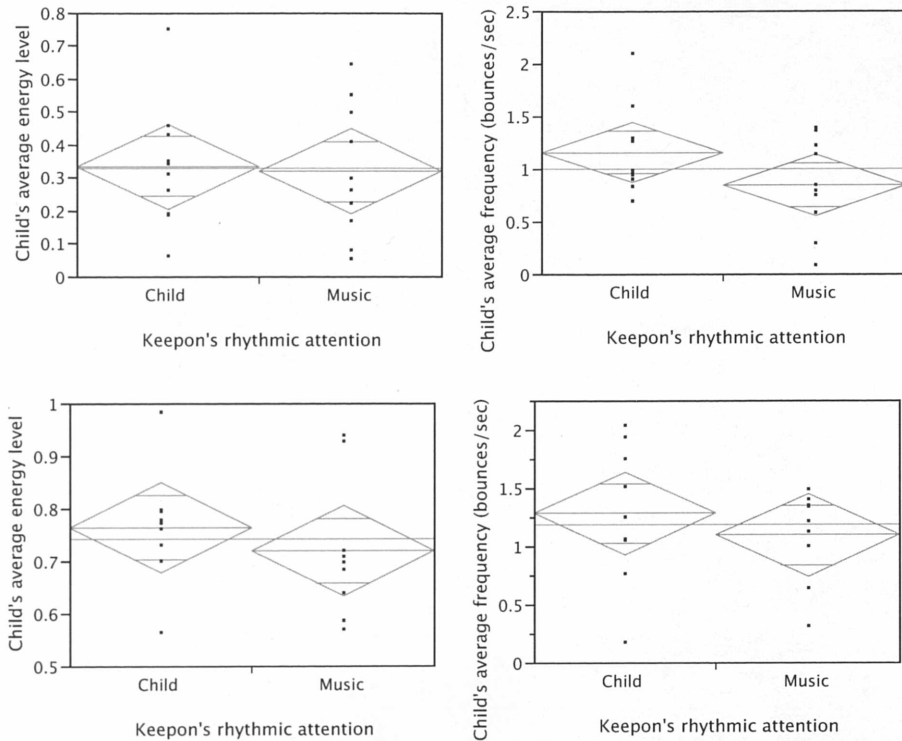 Child's average energy level
0.8
0.7
0.6
0.5
0.4
0.3
0.2
0.1
0
Child
Music
Keepon's rhythmic attention
Child's average frequency (bounces/sec)
2.5
2
1.5
1
0.5
0
Child
Music
Keepon's rhythmic attention
Child's average energy level
1
0.9
0.8
0.7
0.6
0.5
Child
Music
Keepon's rhythmic attention
Child's average frequency (bounces/sec)
2
1.5
1
0.5
0
Child
Music
Keepon's rhythmic attention